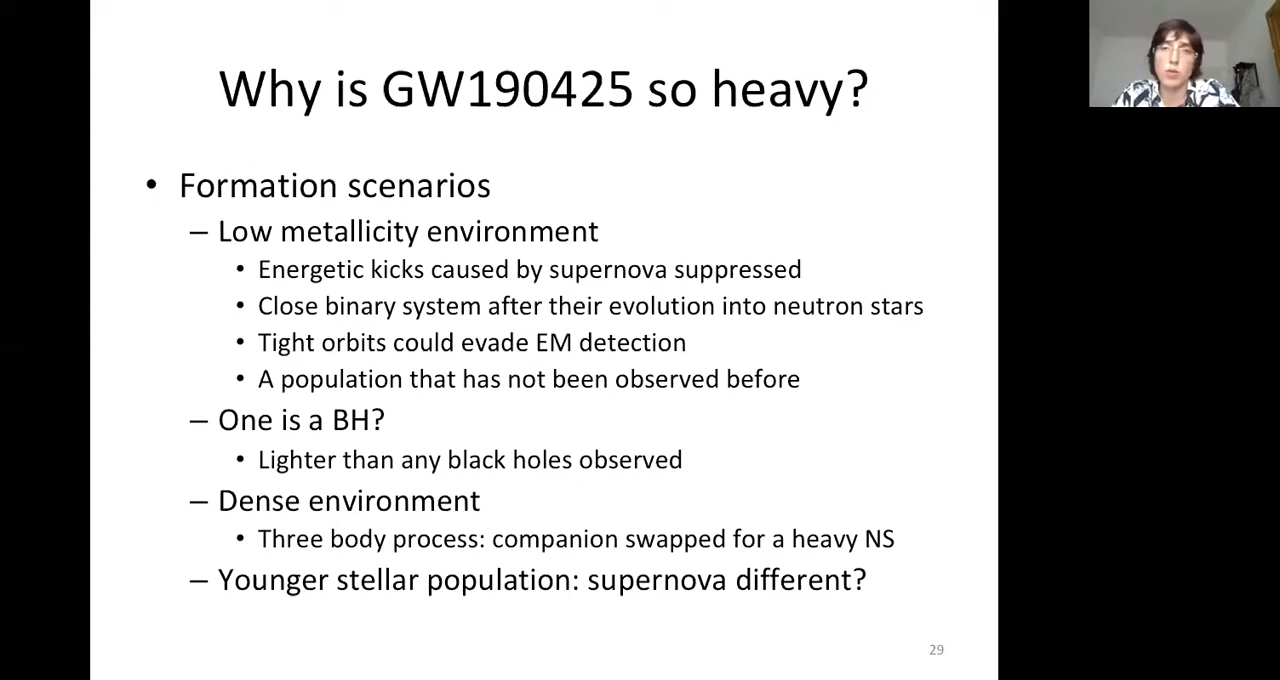 Why is GW190425 so heavy?
• Formation scenarios
– Low metallicity environment
• Energetic kicks caused by supernova suppressed
• Close binary system after their evolution into neutron stars
• Tight orbits could evade EM detection
• A population that has not been observed before
– One is a BH?
• Lighter than any black holes observed
– Dense environment
• Three body process: companion swapped for a heavy NS
– Younger stellar population: supernova different?
29